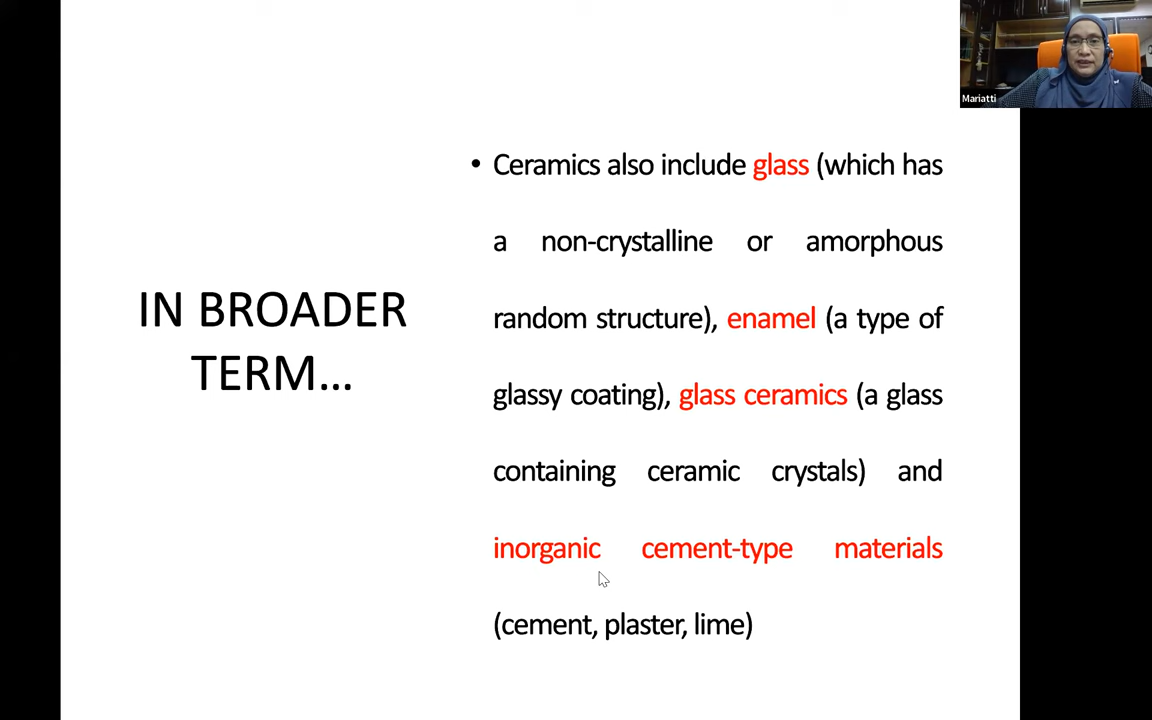 Mariatti
IN BROADER
TERM...
• Ceramics also include glass (which has
a non-crystalline or amorphous
random structure), enamel (a type of
glassy coating), glass ceramics (a glass
containing ceramic crystals) and
inorganic cement-type materials
(cement, plaster, lime)